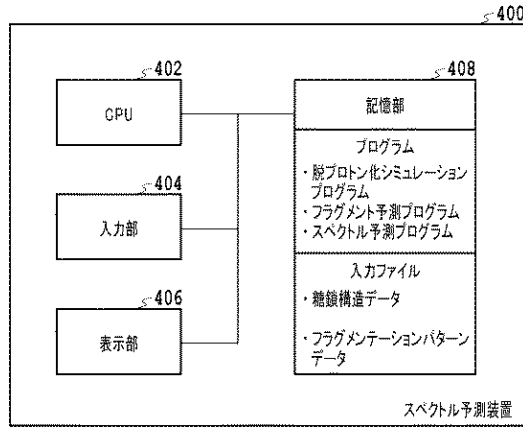 400
402
CPU
404
入力部
406
表示部
408
記憶部
プログラム
・脱プロトン化シミュレーション
プログラム
・フラグメント予測プログラム
・スペクトル予測プログラム
入力ファイル
・糖鎖構造データ
・フラグメンテーションパターン
データ
スペクトル予測装置